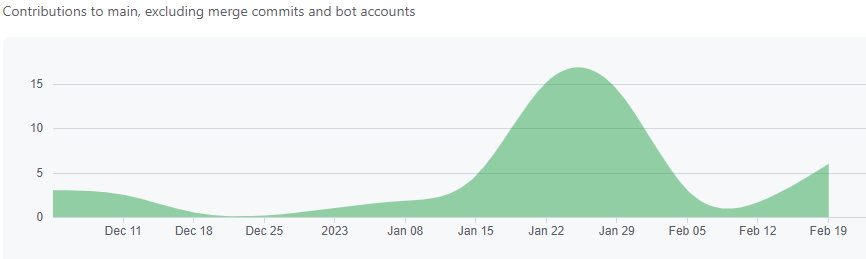 Contributions to main, excluding merge commits and bot accounts
15
10
5
0
Dec 11 Dec 18 Dec 25 2023 Jan 08 Jan 15 Jan 22 Jan 29 Feb 05 Feb 12 Feb 19